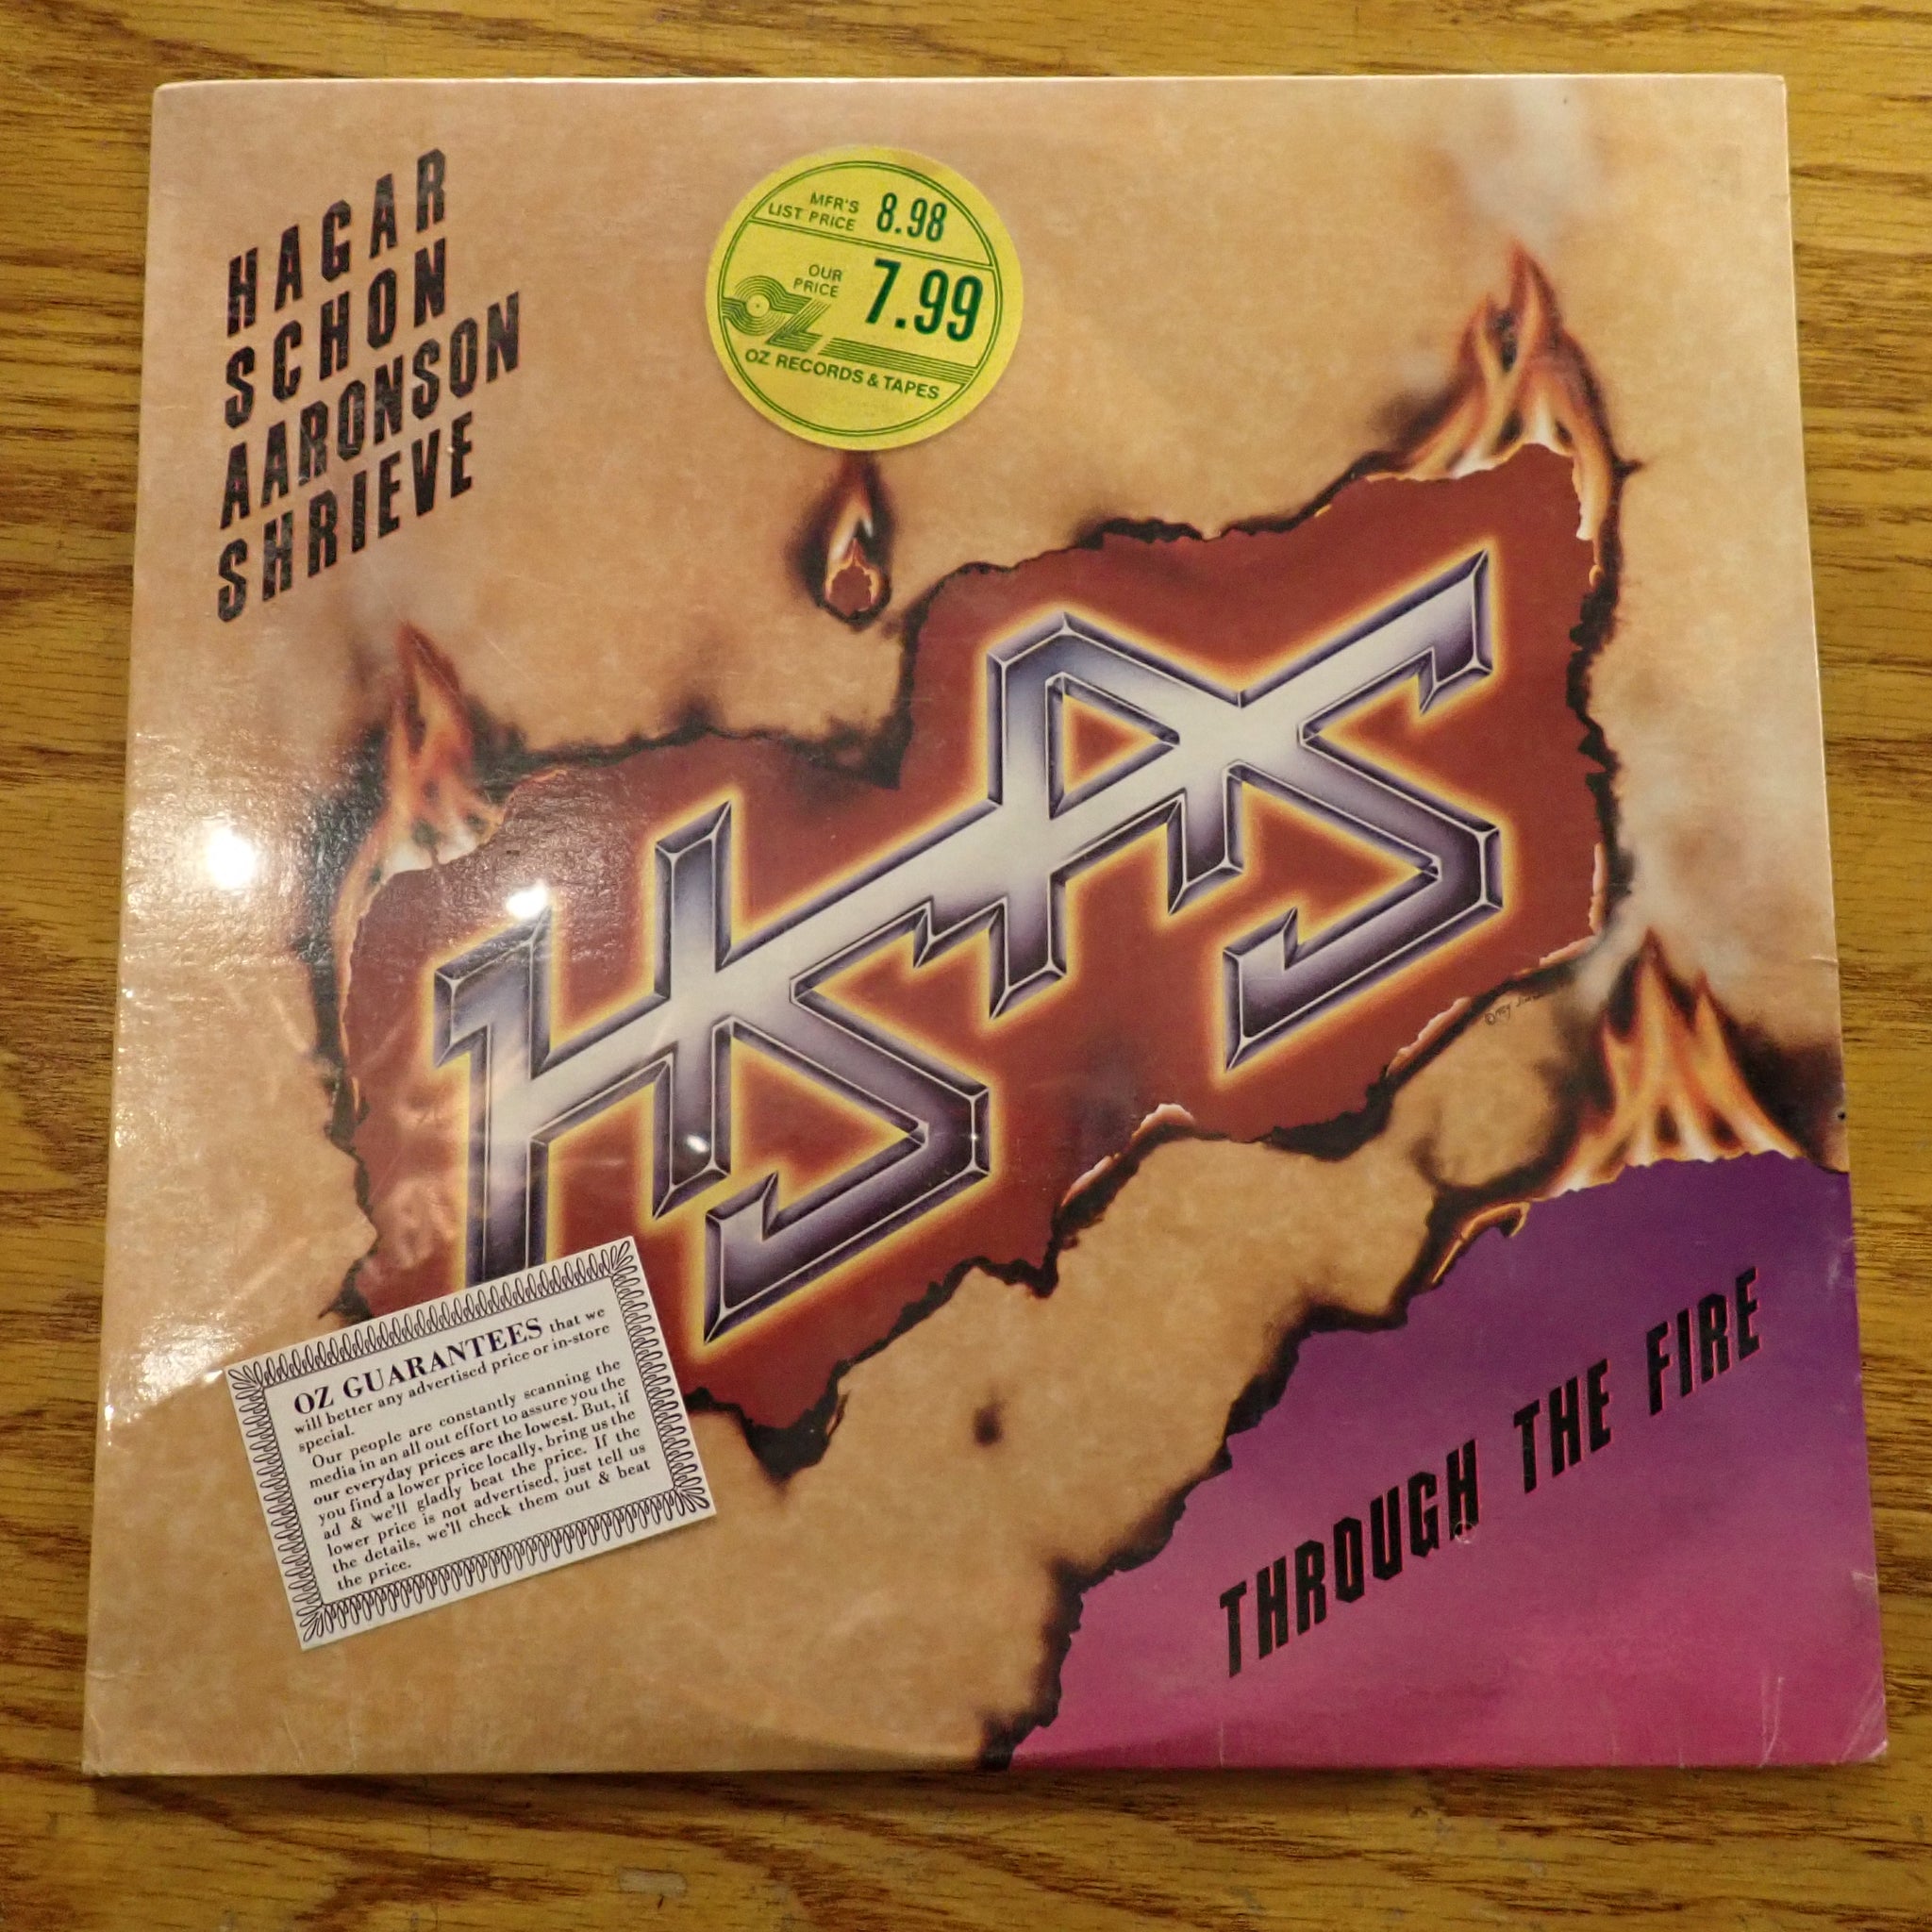 HAGAR
SCHON
AARONSON
SHRIEVE
MFR'S
LIST PRICE 8.98
OUR
PRICE 7.99
OZ
OZ RECORDS & TAPES
HSAS
OZ GUARANTEES that we
will better any advertised price or in-store
special.
Our people are constantly scanning the
media in an all out effort to assure you the
our everyday prices are the lowest. But, if
you find a lower price locally, bring us the
ad & we'll gladly beat the price. If the
lower price is not advertised, just tell us
the details, we'll check them out & beat
the price.
THROUGH THE FIRE